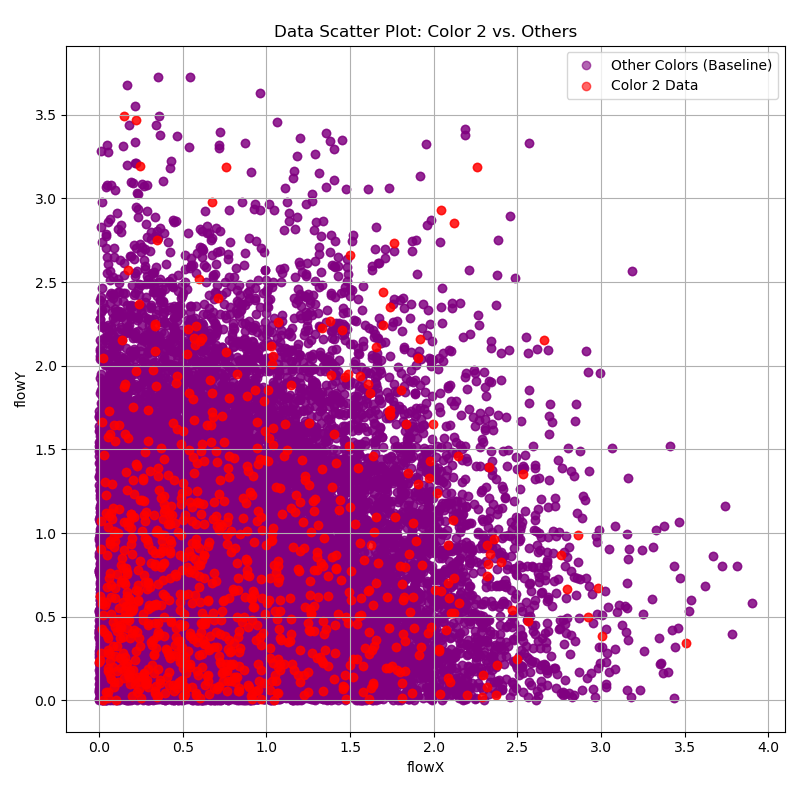 Data Scatter Plot: Color 2 vs. Others
Other Colors (Baseline)
Color 2 Data
flowY
3.5
3.0
2.5
2.0
1.5
1.0
0.5
0.0
0.0 0.5 1.0 1.5 2.0 2.5 3.0 3.5 4.0
flowX